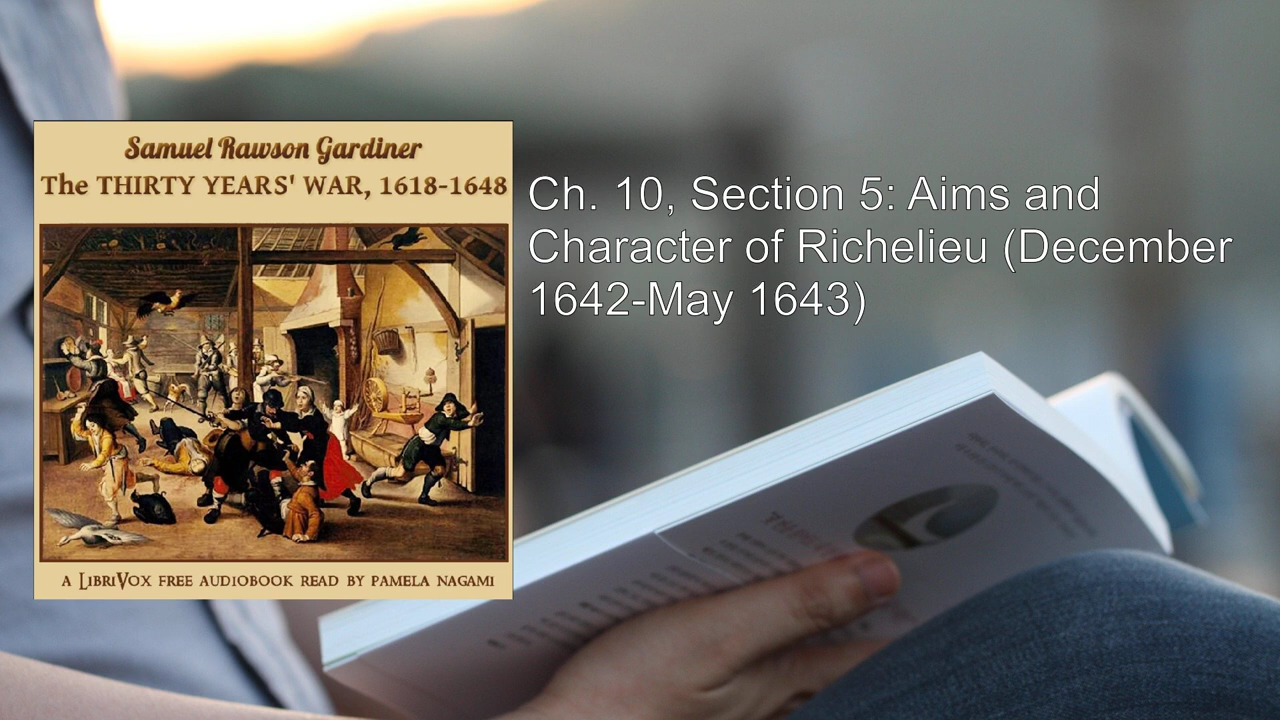 Samuel Rawson Gardiner
The THIRTY YEARS' WAR, 1618-1648
A LIBRIVOX FREE AUDIOBOOK READ BY PAMELA NAGAMI
Ch. 10, Section 5: Aims and
Character of Richelieu (December
1642-May 1643)